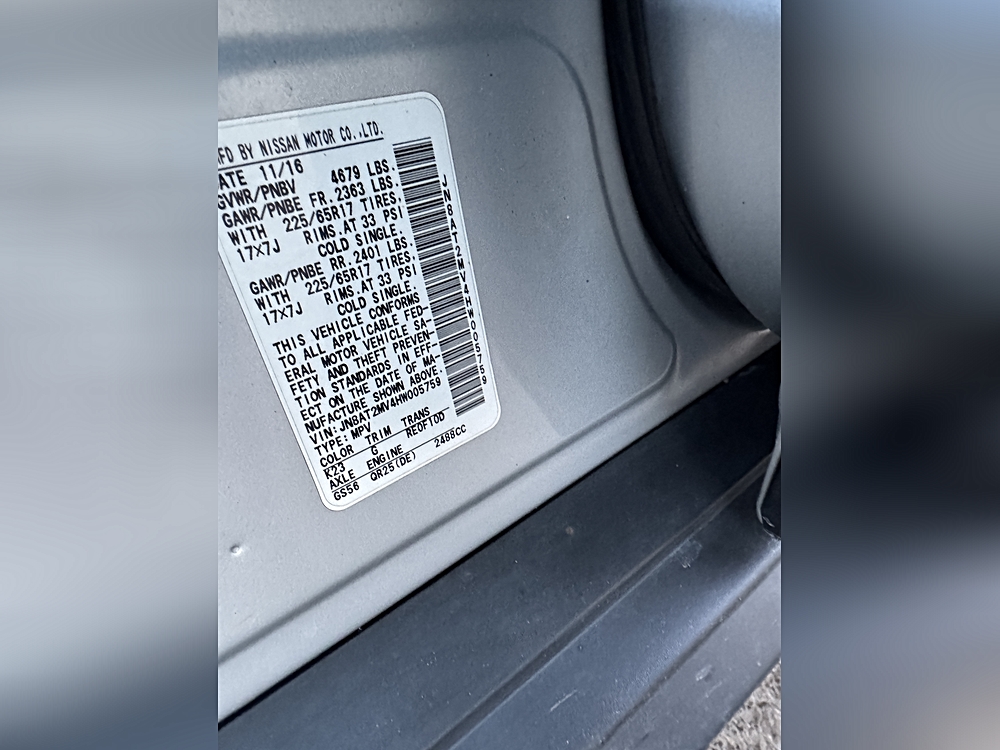 MFD BY NISSAN MOTOR CO.,LTD.
DATE 11/16
GVWR/PNBV 4679 LBS.
GAWR/PNBE FR. 2363 LBS.
WITH 225/65R17 TIRES,
17X7J RIMS.AT 33 PSI
COLD SINGLE.
GAWR/PNBE RR. 2401 LBS.
WITH 225/65R17 TIRES,
17X7J RIMS.AT 33 PSI
COLD SINGLE.
THIS VEHICLE CONFORMS
TO ALL APPLICABLE FED-
ERAL MOTOR VEHICLE SA-
FETY AND THEFT PREVEN-
TION STANDARDS IN EFF-
ECT ON THE DATE OF MA-
NUFACTURE SHOWN ABOVE.
VIN: JN8AT2MV4HW005759
TYPE: MPV
COLOR TRIM TRANS
K23 G RE0F10D
AXLE ENGINE
GS56 QR25(DE) 2488CC
JN8AT2MV4HW005759